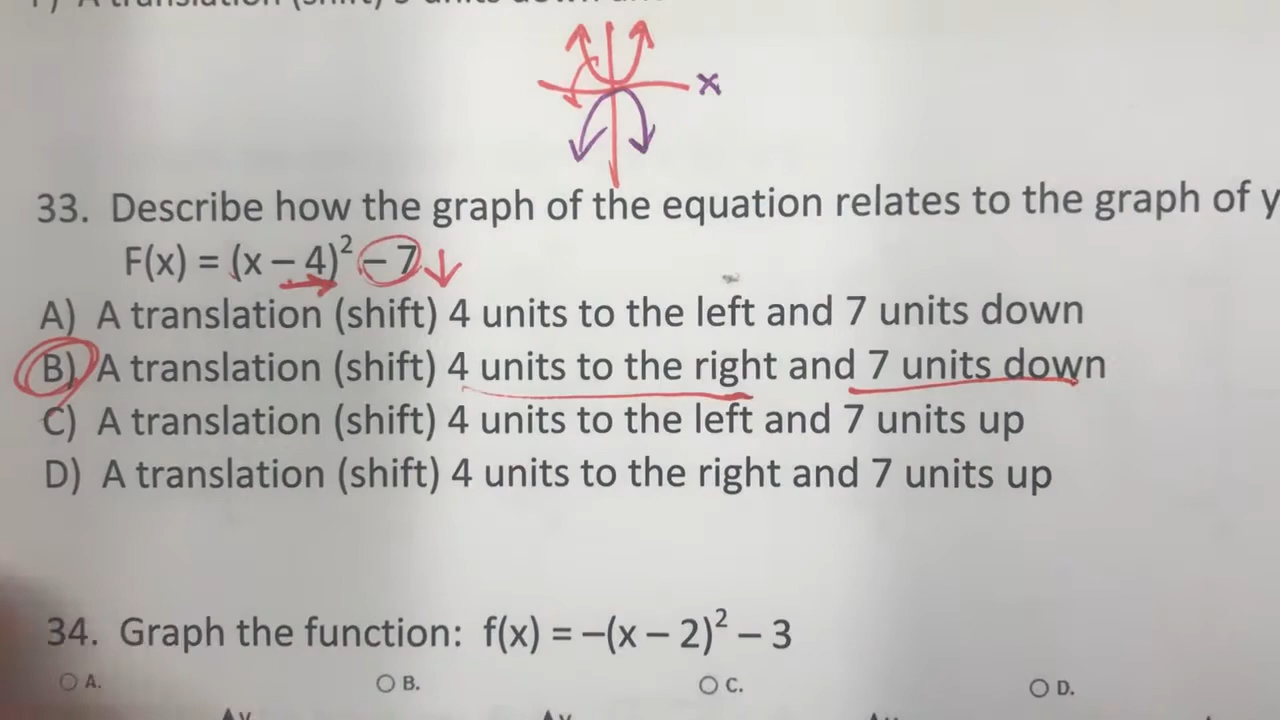 x
33. Describe how the graph of the equation relates to the graph of y
F(x) = (x – 4)² – 7
A) A translation (shift) 4 units to the left and 7 units down
B) A translation (shift) 4 units to the right and 7 units down
C) A translation (shift) 4 units to the left and 7 units up
D) A translation (shift) 4 units to the right and 7 units up
34. Graph the function: f(x) = –(x – 2)² – 3
A. B. C. D.